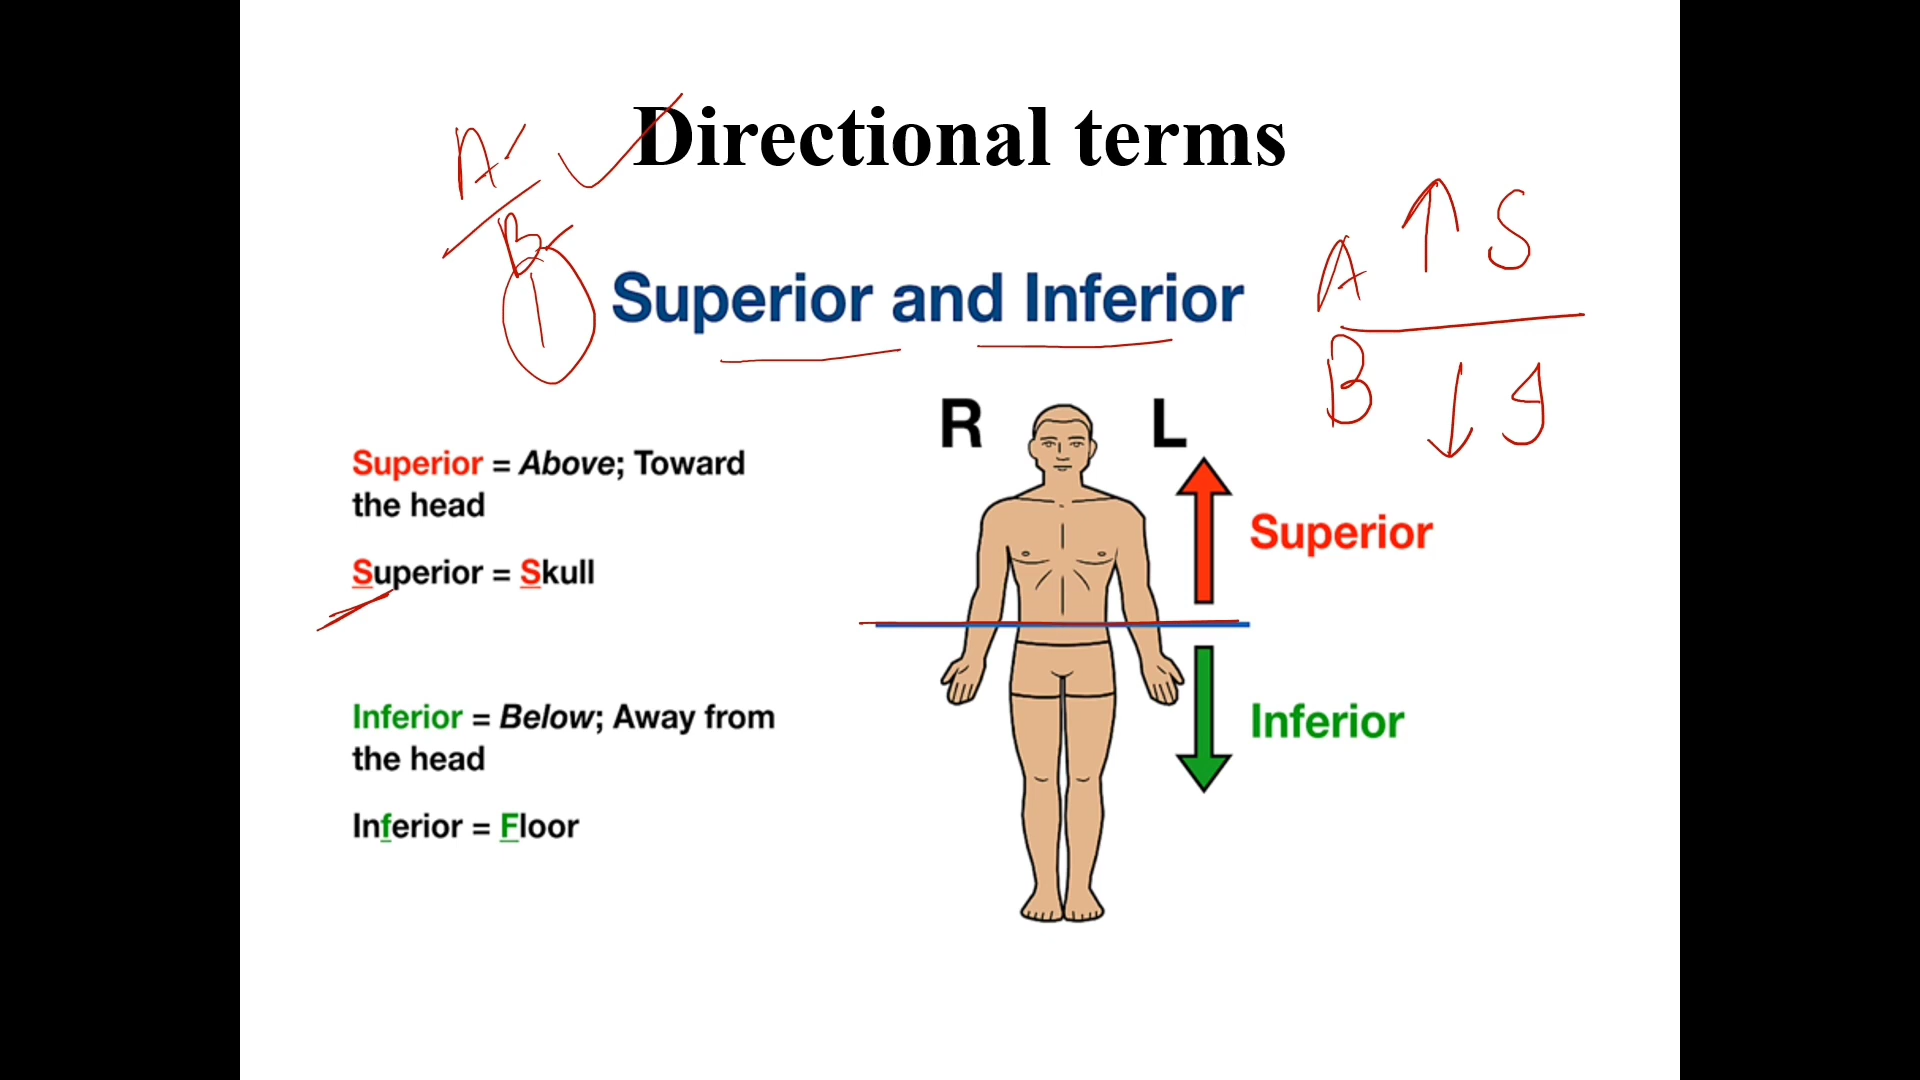 Directional terms
A
B
Superior and Inferior
A ↑ S
B ↓ I
R L
Superior = Above; Toward
the head
Superior = Skull
Superior
Inferior = Below; Away from
the head
Inferior
Inferior = Floor